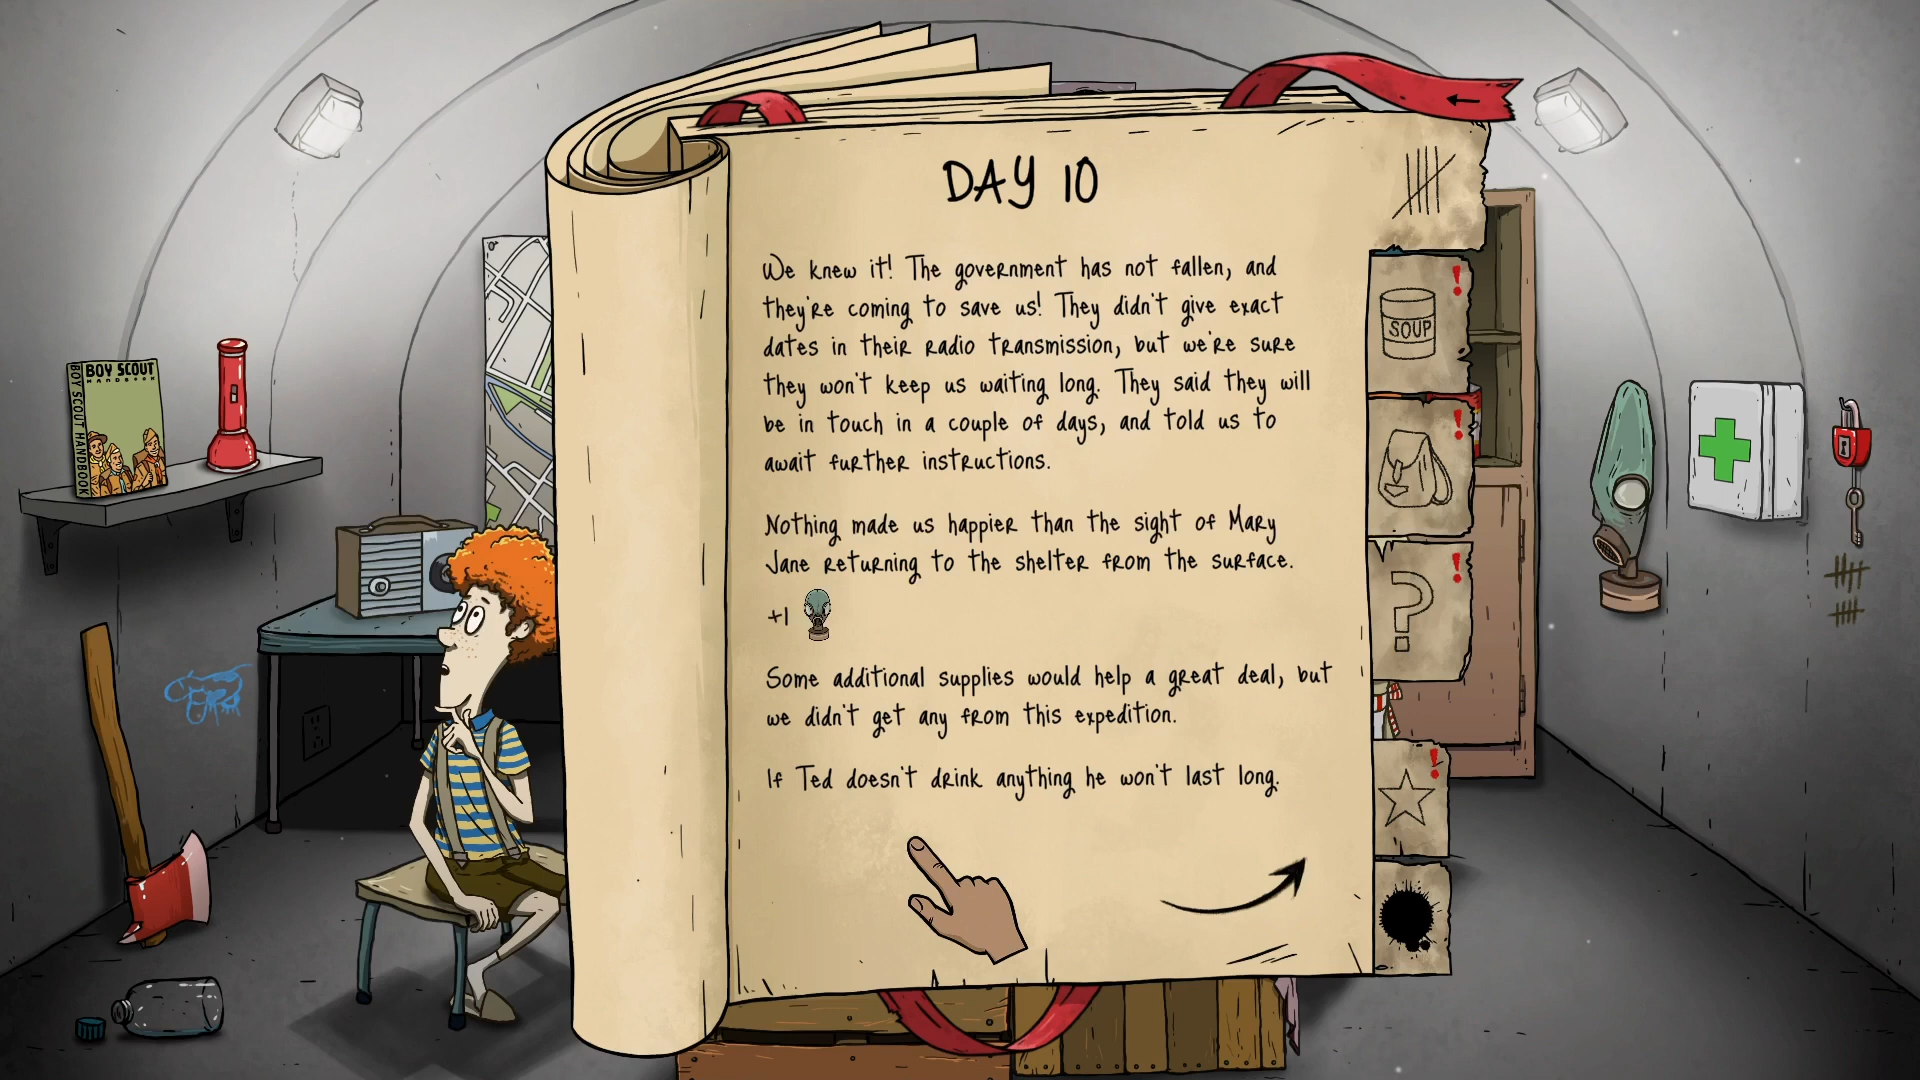 DAY 10
We knew it! The government has not fallen, and
they're coming to save us! They didn't give exact
dates in their radio transmission, but we're sure
they won't keep us waiting long. They said they will
be in touch in a couple of days, and told us to
await further instructions.
Nothing made us happier than the sight of Mary
Jane returning to the shelter from the surface.
+1
Some additional supplies would help a great deal, but
we didn't get any from this expedition.
If Ted doesn't drink anything he won't last long.
SOUP
!
!
?
!
!
BOY SCOUT
HANDBOOK
BOY SCOUT HANDBOOK